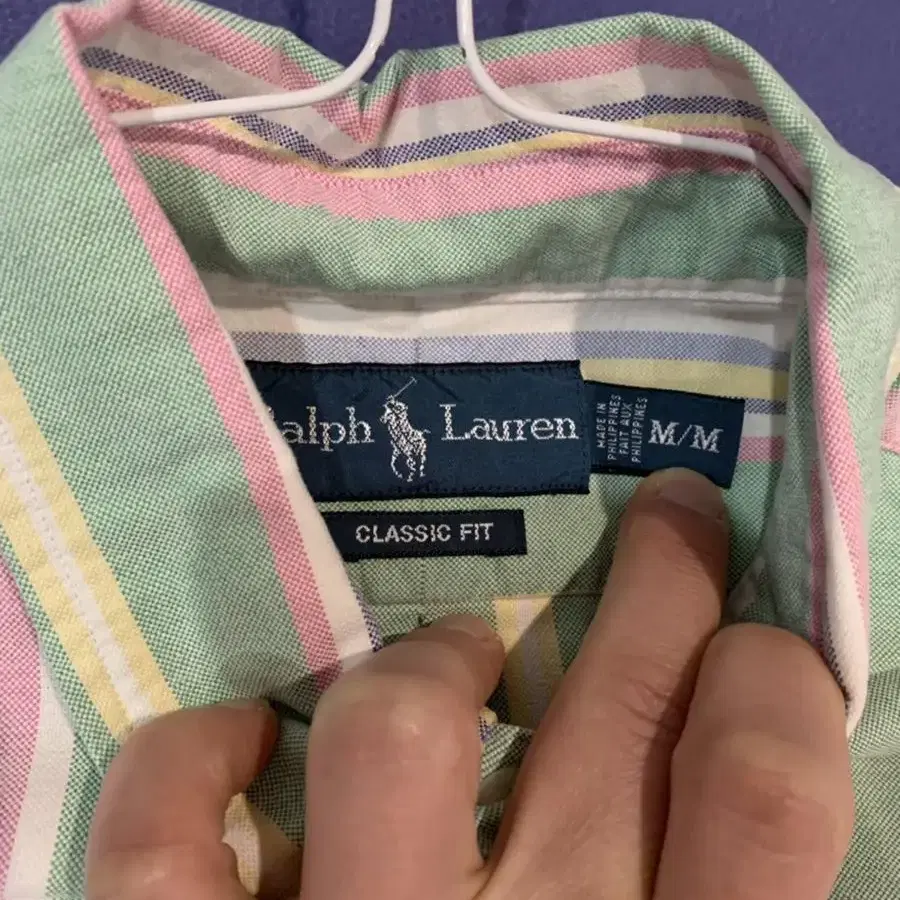 alph Lauren
MADE IN
PHILIPPINES
FAIT AUX
PHILIPPINES
M/M
CLASSIC FIT